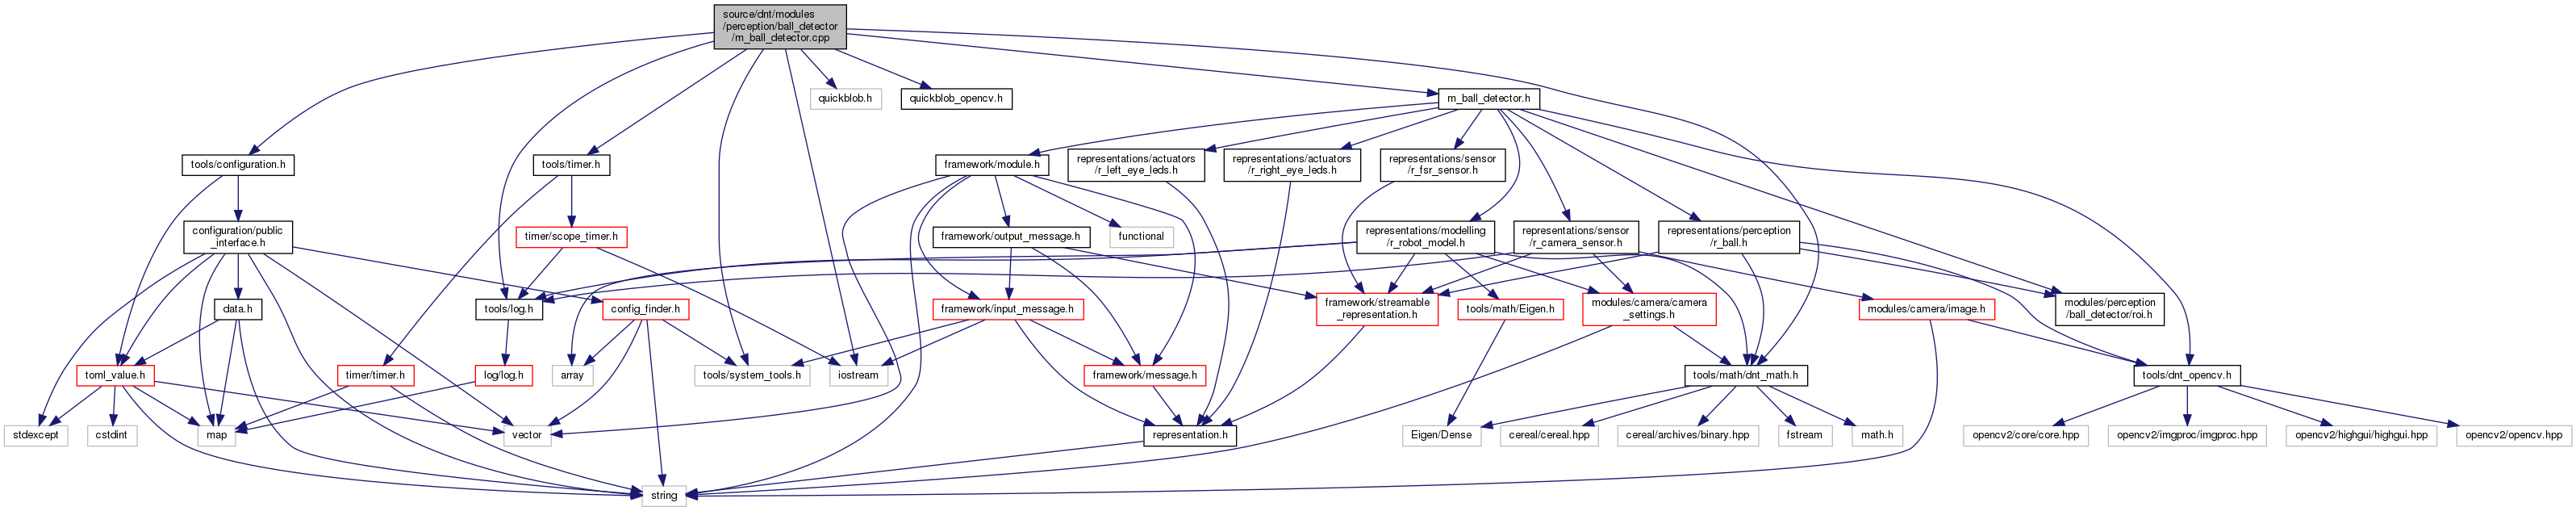 source/dnt/modules
/perception/ball_detector
/m_ball_detector.cpp
quickblob.h
quickblob_opencv.h
m_ball_detector.h
tools/configuration.h
tools/timer.h
framework/module.h
representations/actuators
/r_left_eye_leds.h
representations/actuators
/r_right_eye_leds.h
representations/sensor
/r_fsr_sensor.h
configuration/public
_interface.h
timer/scope_timer.h
framework/output_message.h
functional
representations/modelling
/r_robot_model.h
representations/sensor
/r_camera_sensor.h
representations/perception
/r_ball.h
data.h
config_finder.h
tools/log.h
framework/input_message.h
framework/streamable
_representation.h
tools/math/Eigen.h
modules/camera/camera
_settings.h
modules/camera/image.h
modules/perception
/ball_detector/roi.h
toml_value.h
timer/timer.h
log/log.h
array
tools/system_tools.h
iostream
framework/message.h
tools/math/dnt_math.h
tools/dnt_opencv.h
stdexcept
cstdint
map
vector
representation.h
Eigen/Dense
cereal/cereal.hpp
cereal/archives/binary.hpp
fstream
math.h
opencv2/core/core.hpp
opencv2/imgproc/imgproc.hpp
opencv2/highgui/highgui.hpp
opencv2/opencv.hpp
string